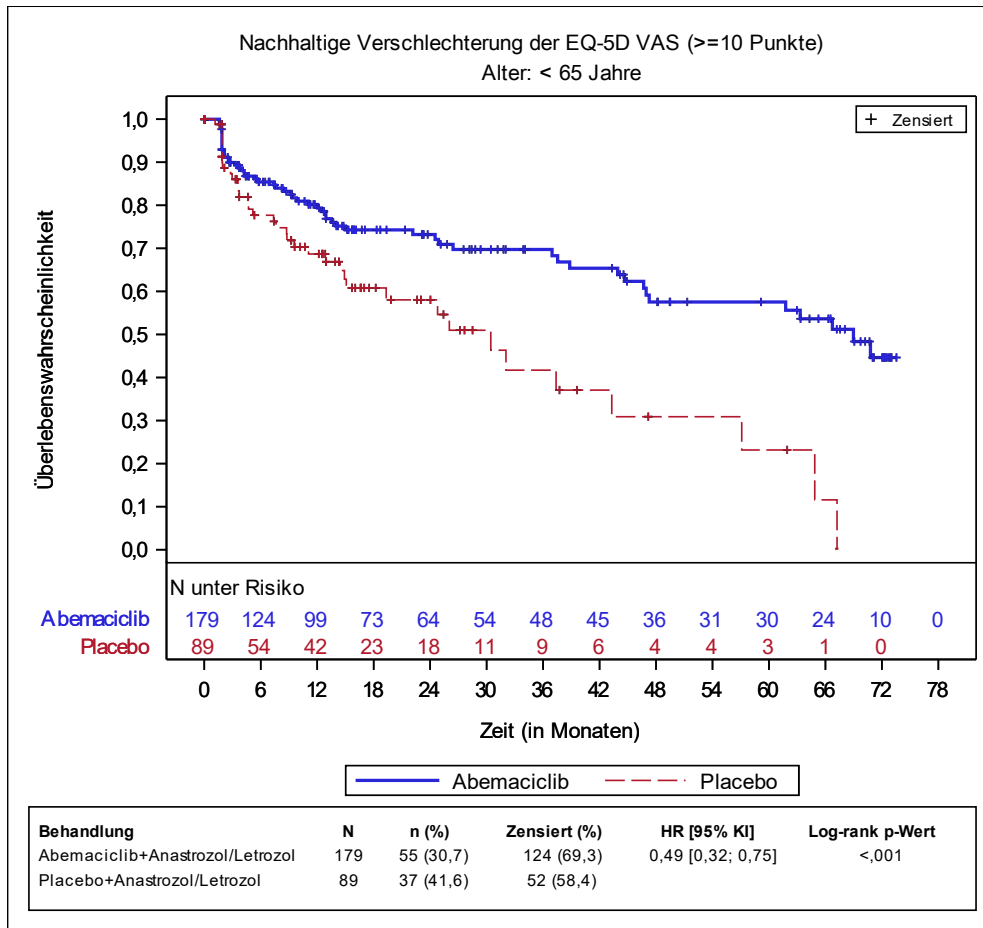 Nachhaltige Verschlechterung der EQ-5D VAS (>=10 Punkte)
Alter: < 65 Jahre
+ Zensiert
Überlebenswahrscheinlichkeit
1,0
0,9
0,8
0,7
0,6
0,5
0,4
0,3
0,2
0,1
0,0
N unter Risiko
Abemaciclib 179 124 99 73 64 54 48 45 36 31 30 24 10 0
Placebo 89 54 42 23 18 11 9 6 4 4 3 1 0
0 6 12 18 24 30 36 42 48 54 60 66 72 78
Zeit (in Monaten)
Abemaciclib Placebo
Behandlung N n (%) Zensiert (%) HR [95% KI] Log-rank p-Wert
Abemaciclib+Anastrozol/Letrozol 179 55 (30,7) 124 (69,3) 0,49 [0,32; 0,75] <,001
Placebo+Anastrozol/Letrozol 89 37 (41,6) 52 (58,4)